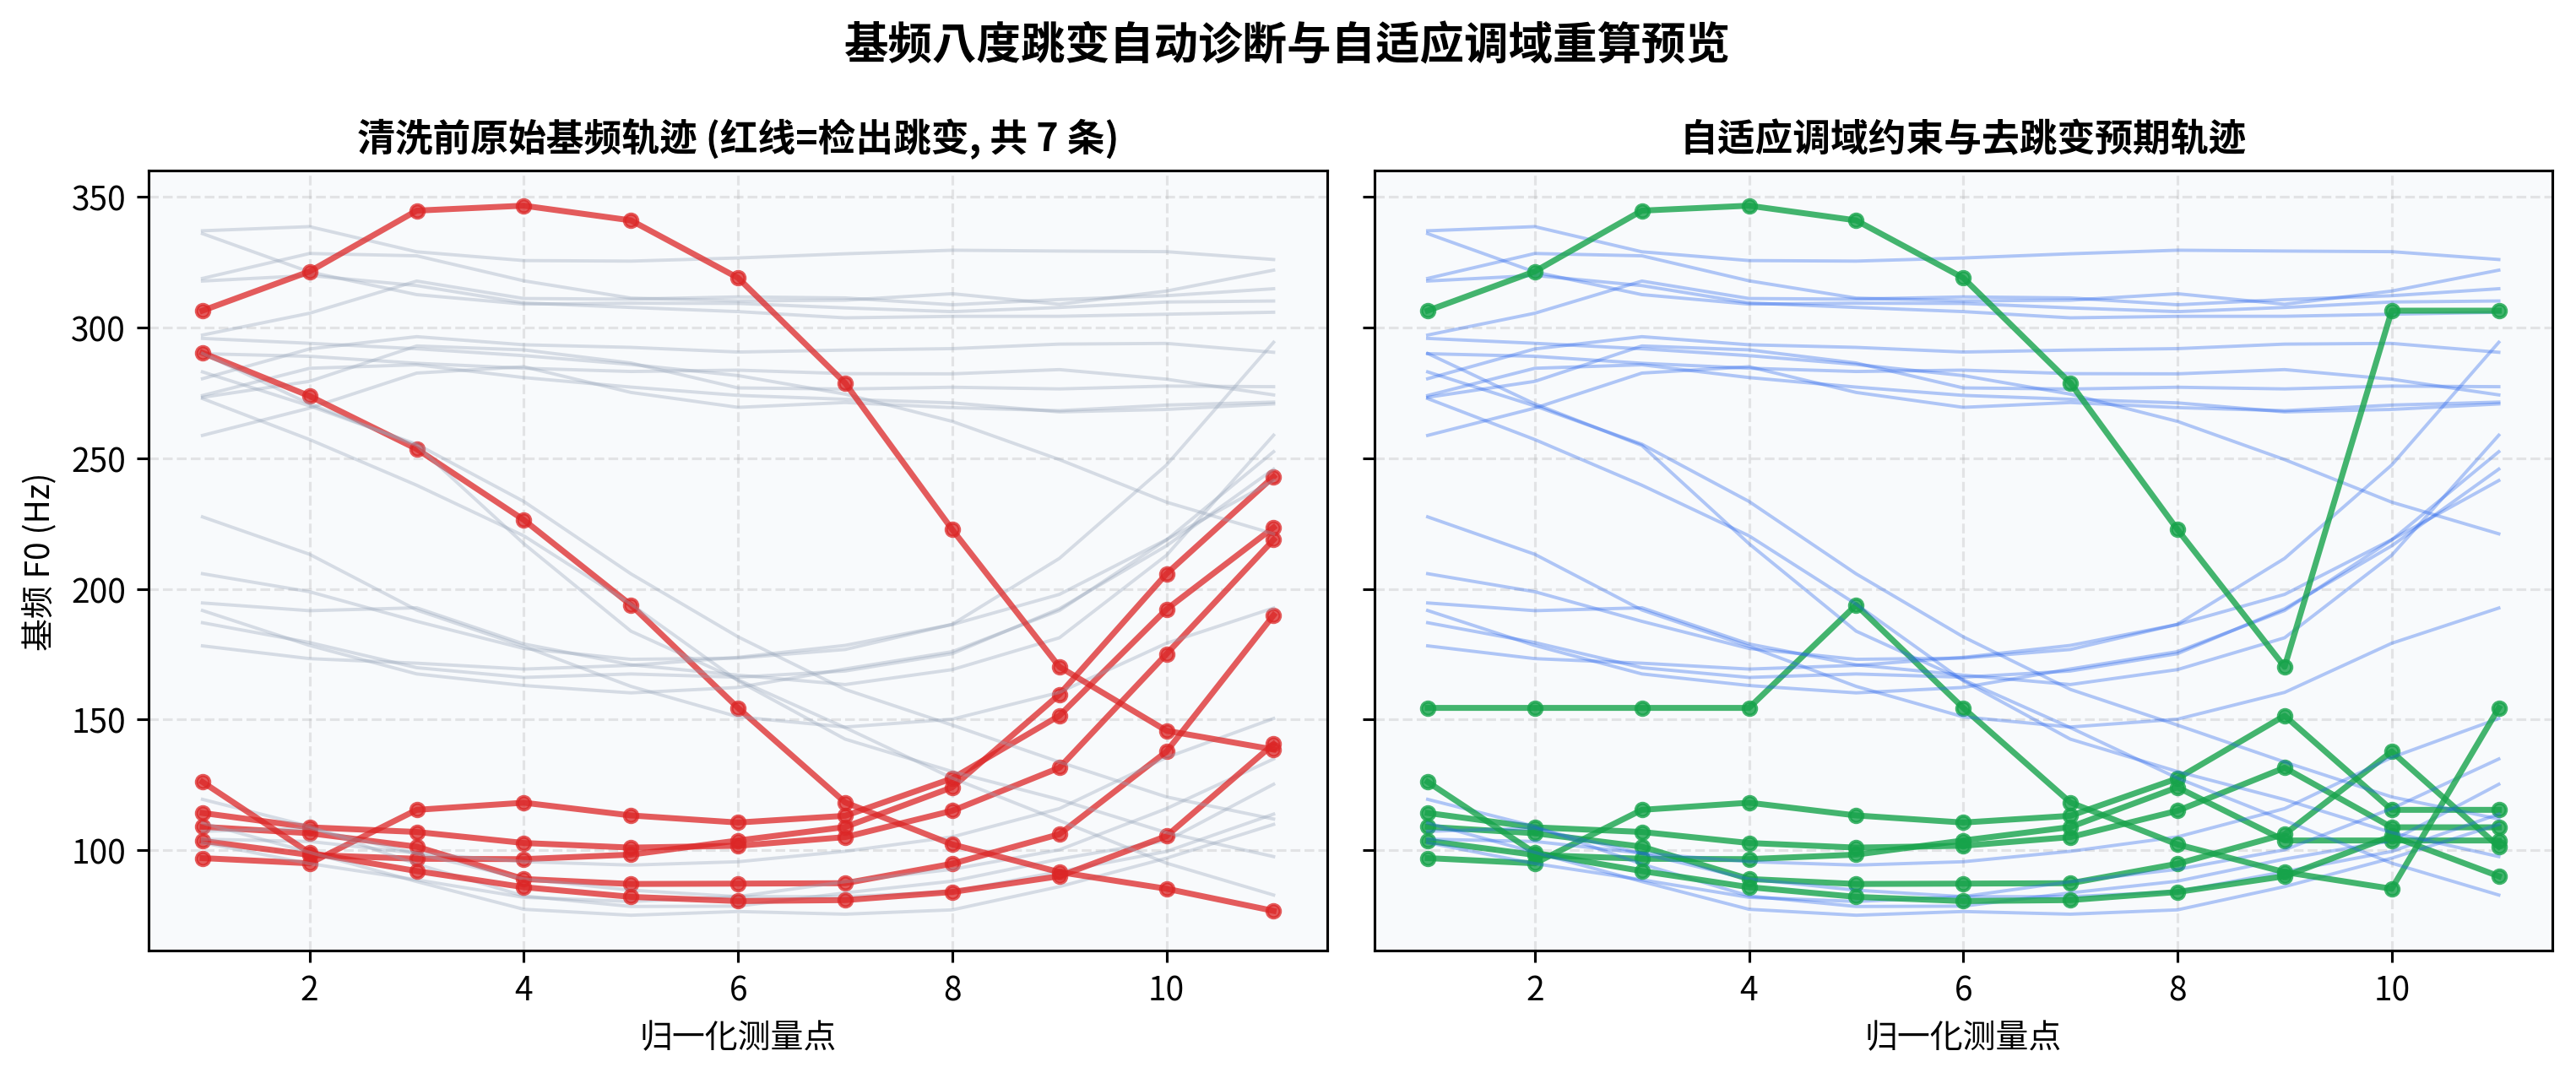 基频八度跳变自动诊断与自适应调域重算预览
清洗前原始基频轨迹 (红线=检出跳变, 共 7 条)
自适应调域约束与去跳变预期轨迹
基频 F0 (Hz)
350
300
250
200
150
100
2 4 6 8 10
2 4 6 8 10
归一化测量点
归一化测量点